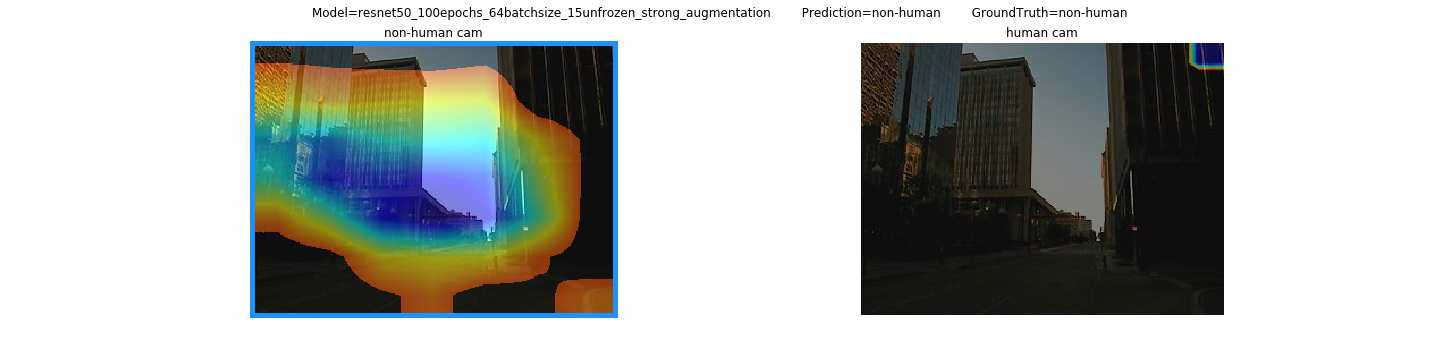 Model=resnet50_100epochs_64batchsize_15unfrozen_strong_augmentation Prediction=non-human GroundTruth=non-human
non-human cam human cam